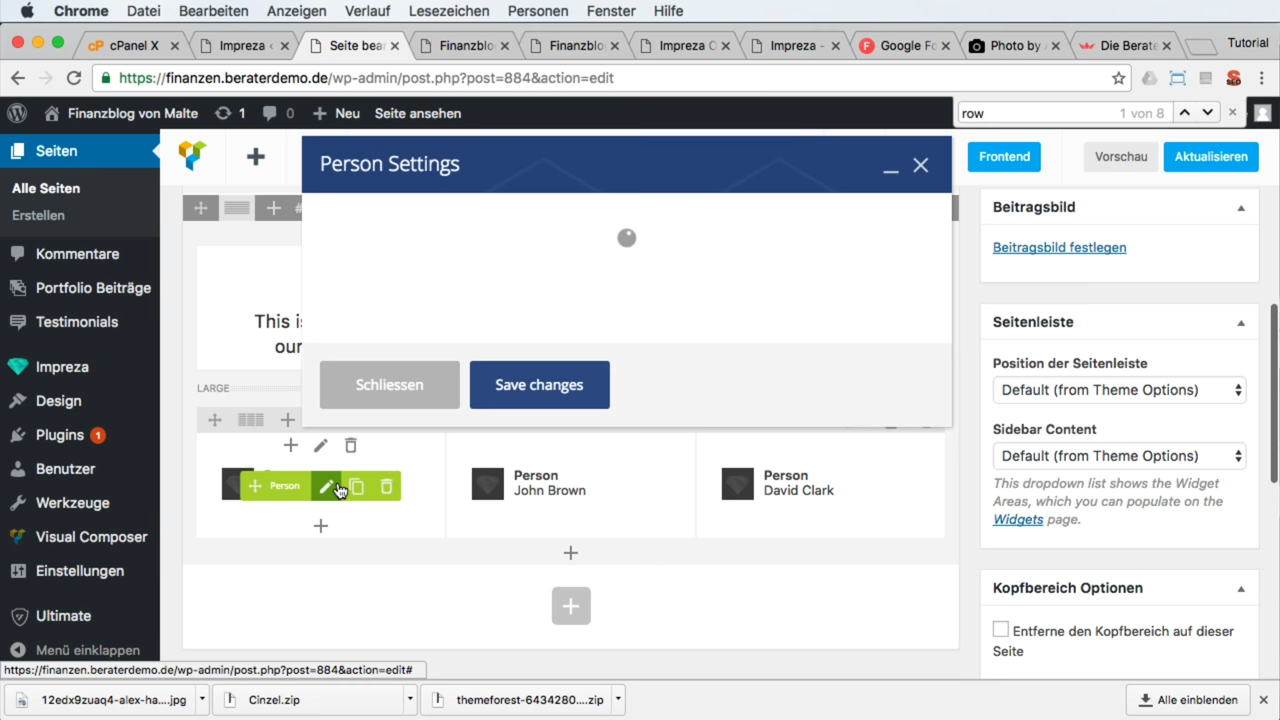 Chrome Datei Bearbeiten Anzeigen Verlauf Lesezeichen Personen Fenster Hilfe
cP cPanel X
Impreza
Seite bear
Finanzblo
Finanzblo
Impreza
Impreza -
Google Fo
Photo by
Die Berate
Tutorial
https://finanzen.beraterdemo.de/wp-admin/post.php?post=884&action=edit
Finanzblog von Malte 1 0 Neu Seite ansehen
row 1 von 8
Seiten
Alle Seiten
Erstellen
Kommentare
Portfolio Beiträge
Testimonials
Impreza
Design
Plugins 1
Benutzer
Werkzeuge
Visual Composer
Einstellungen
Ultimate
Menü einklappen
Person Settings
Schliessen
Save changes
Frontend
Vorschau
Aktualisieren
#
This is
our
LARGE
Person
Person
John Brown
Person
David Clark
Beitragsbild
Beitragsbild festlegen
Seitenleiste
Position der Seitenleiste
Default (from Theme Options)
Sidebar Content
Default (from Theme Options)
This dropdown list shows the Widget
Areas, which you can populate on the
Widgets page.
Kopfbereich Optionen
Entferne den Kopfbereich auf dieser
Seite
https://finanzen.beraterdemo.de/wp-admin/post.php?post=884&action=edit#
12edx9zuaq4-alex-ha....jpg
Cinzel.zip
themeforest-6434280....zip
Alle einblenden